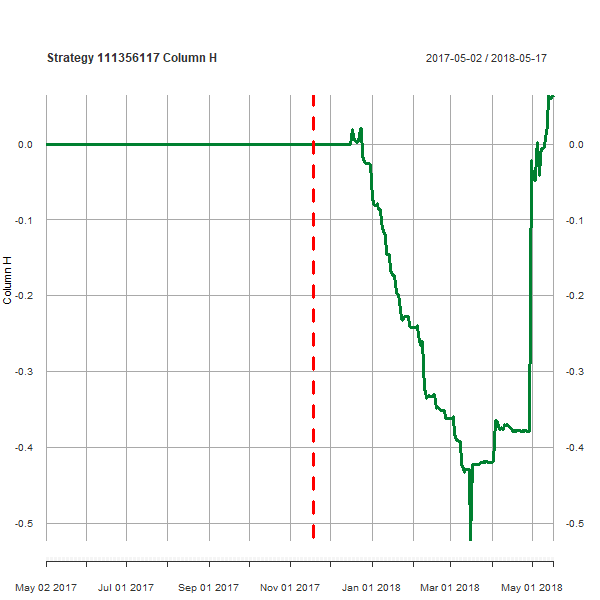 Strategy 111356117 Column H
2017-05-02 / 2018-05-17
0.0
0.0
-0.1
-0.1
-0.2
-0.2
-0.3
-0.3
-0.4
-0.4
-0.5
-0.5
Column H
May 02 2017
Jul 01 2017
Sep 01 2017
Nov 01 2017
Jan 01 2018
Mar 01 2018
May 01 2018